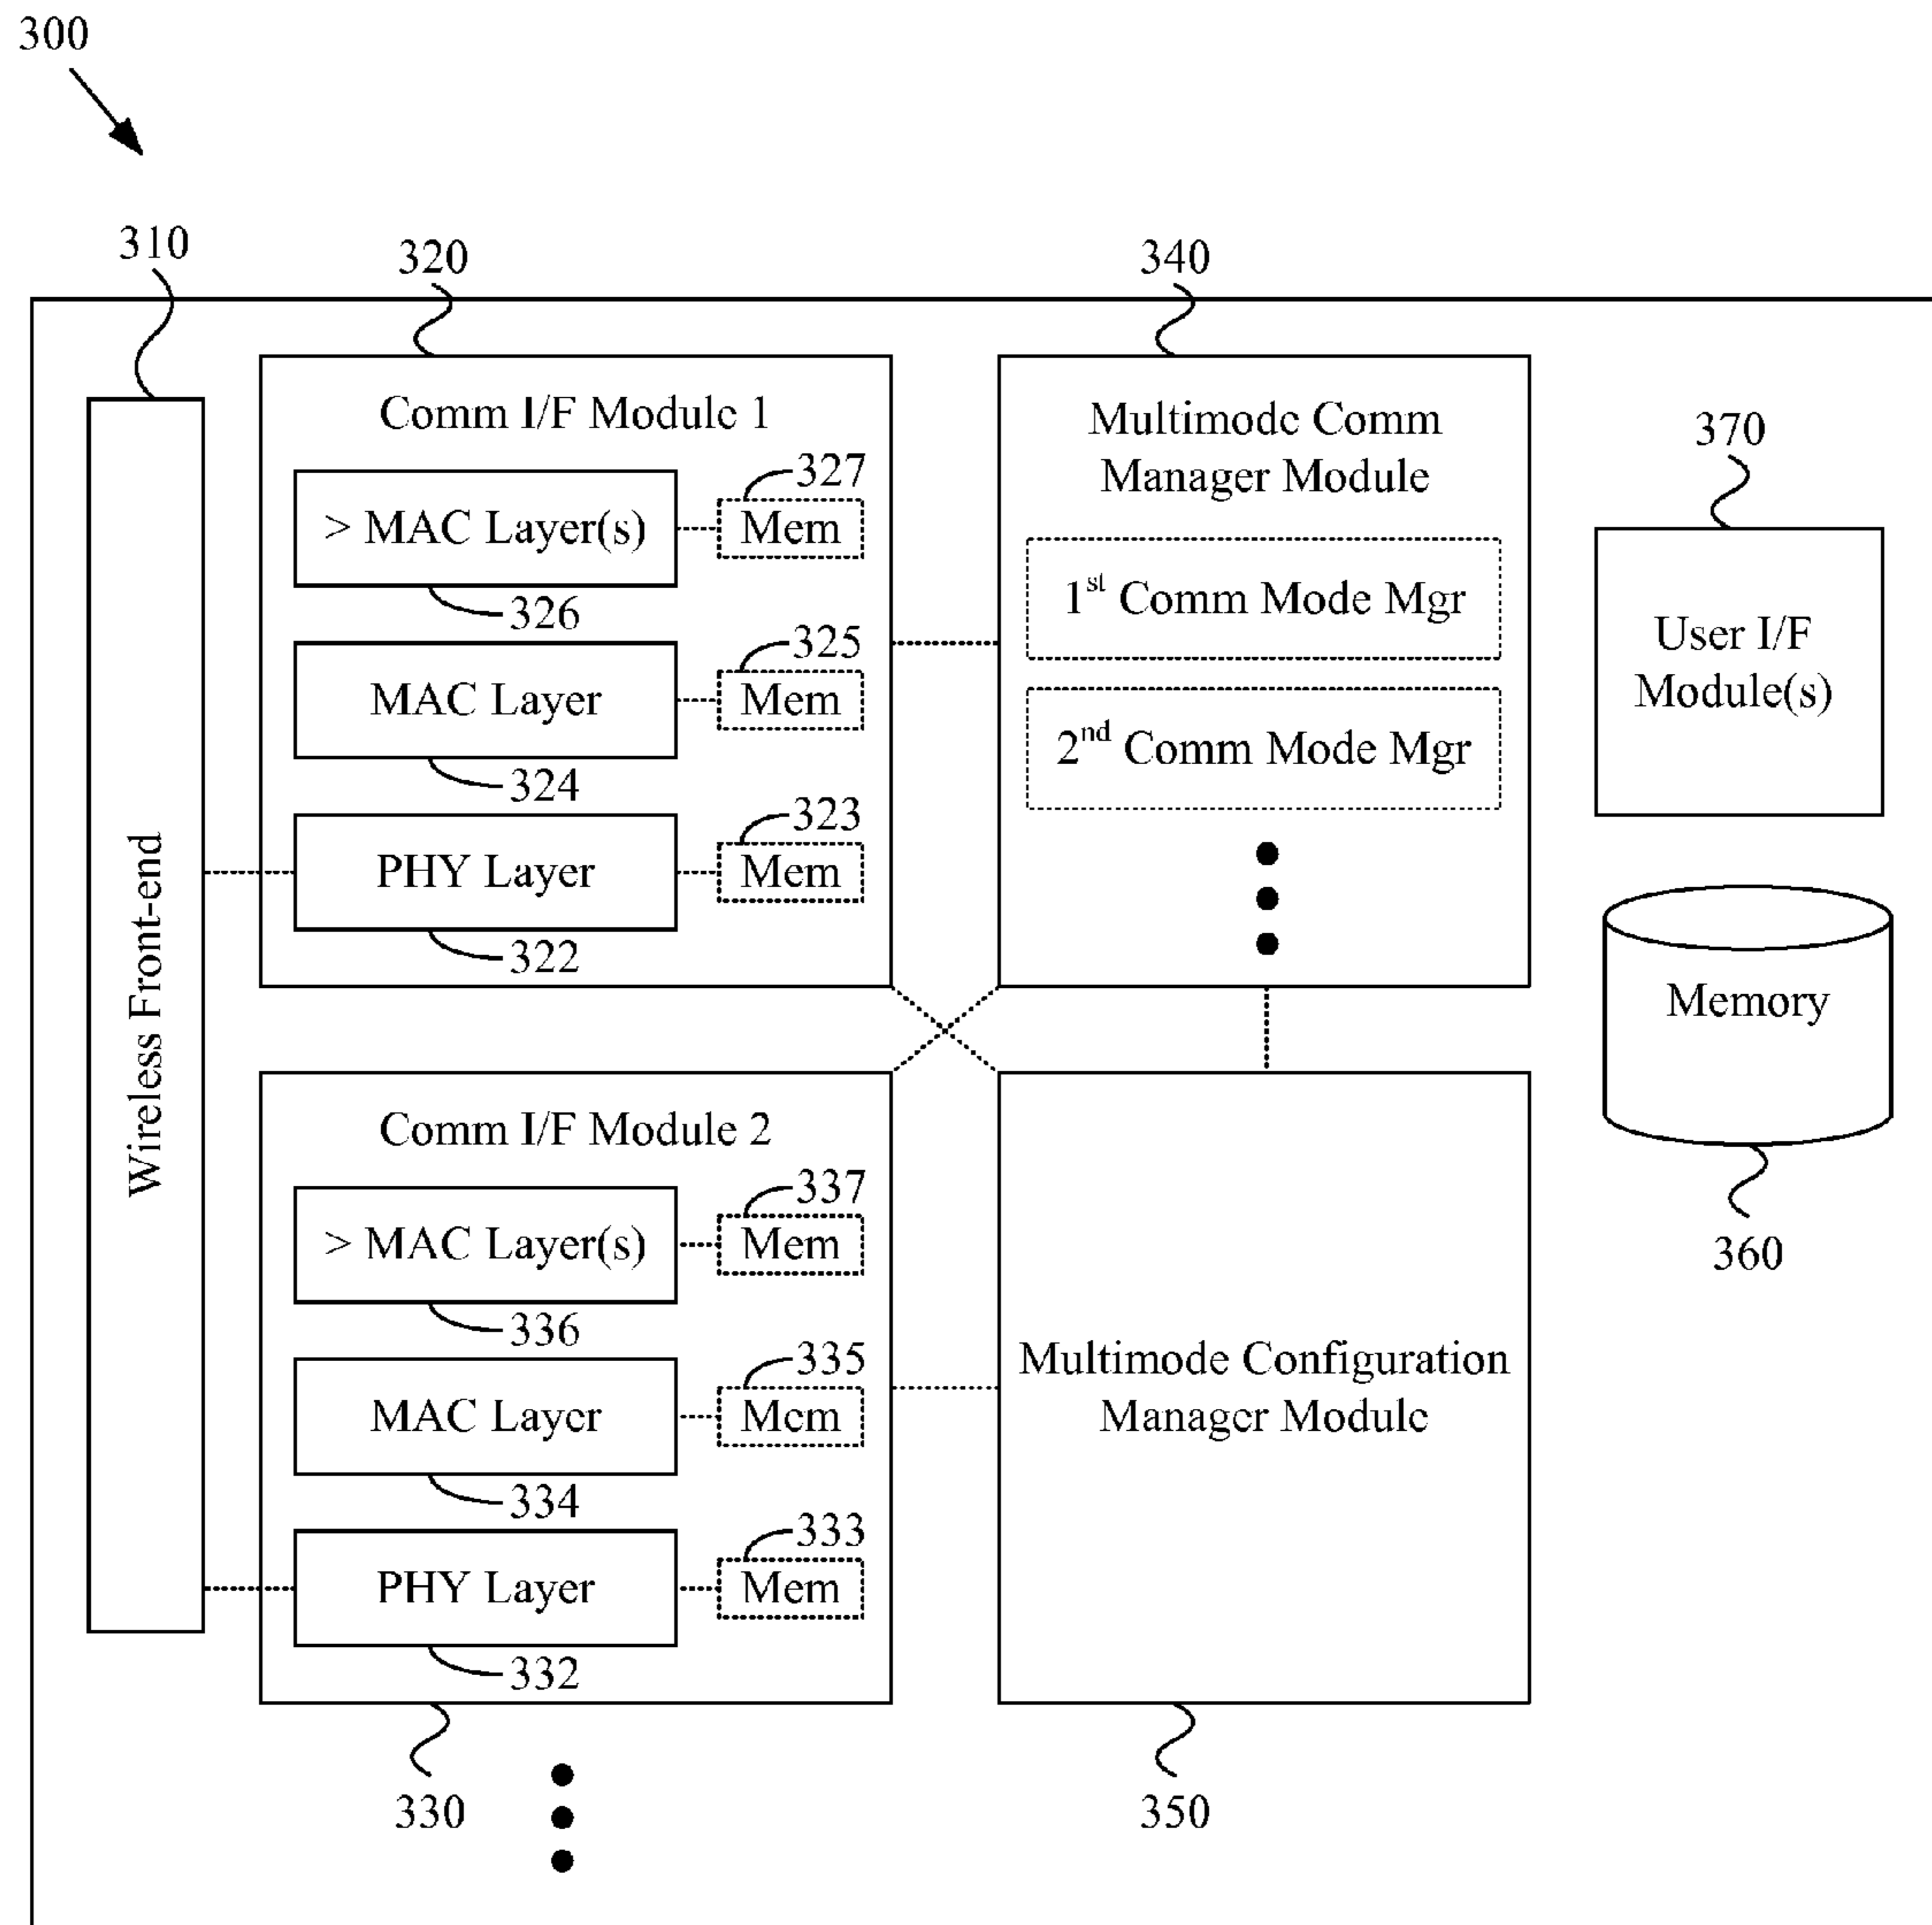 300
310
320
340
Comm I/F Module 1
327
> MAC Layer(s)
Mem
326
325
MAC Layer
Mem
324
323
PHY Layer
Mem
322
Multimode Comm
Manager Module
1st Comm Mode Mgr
2nd Comm Mode Mgr
370
User I/F
Module(s)
Memory
360
Wireless Front-end
Comm I/F Module 2
337
> MAC Layer(s)
Mem
336
335
MAC Layer
Mem
334
333
PHY Layer
Mem
332
Multimode Configuration
Manager Module
330
350